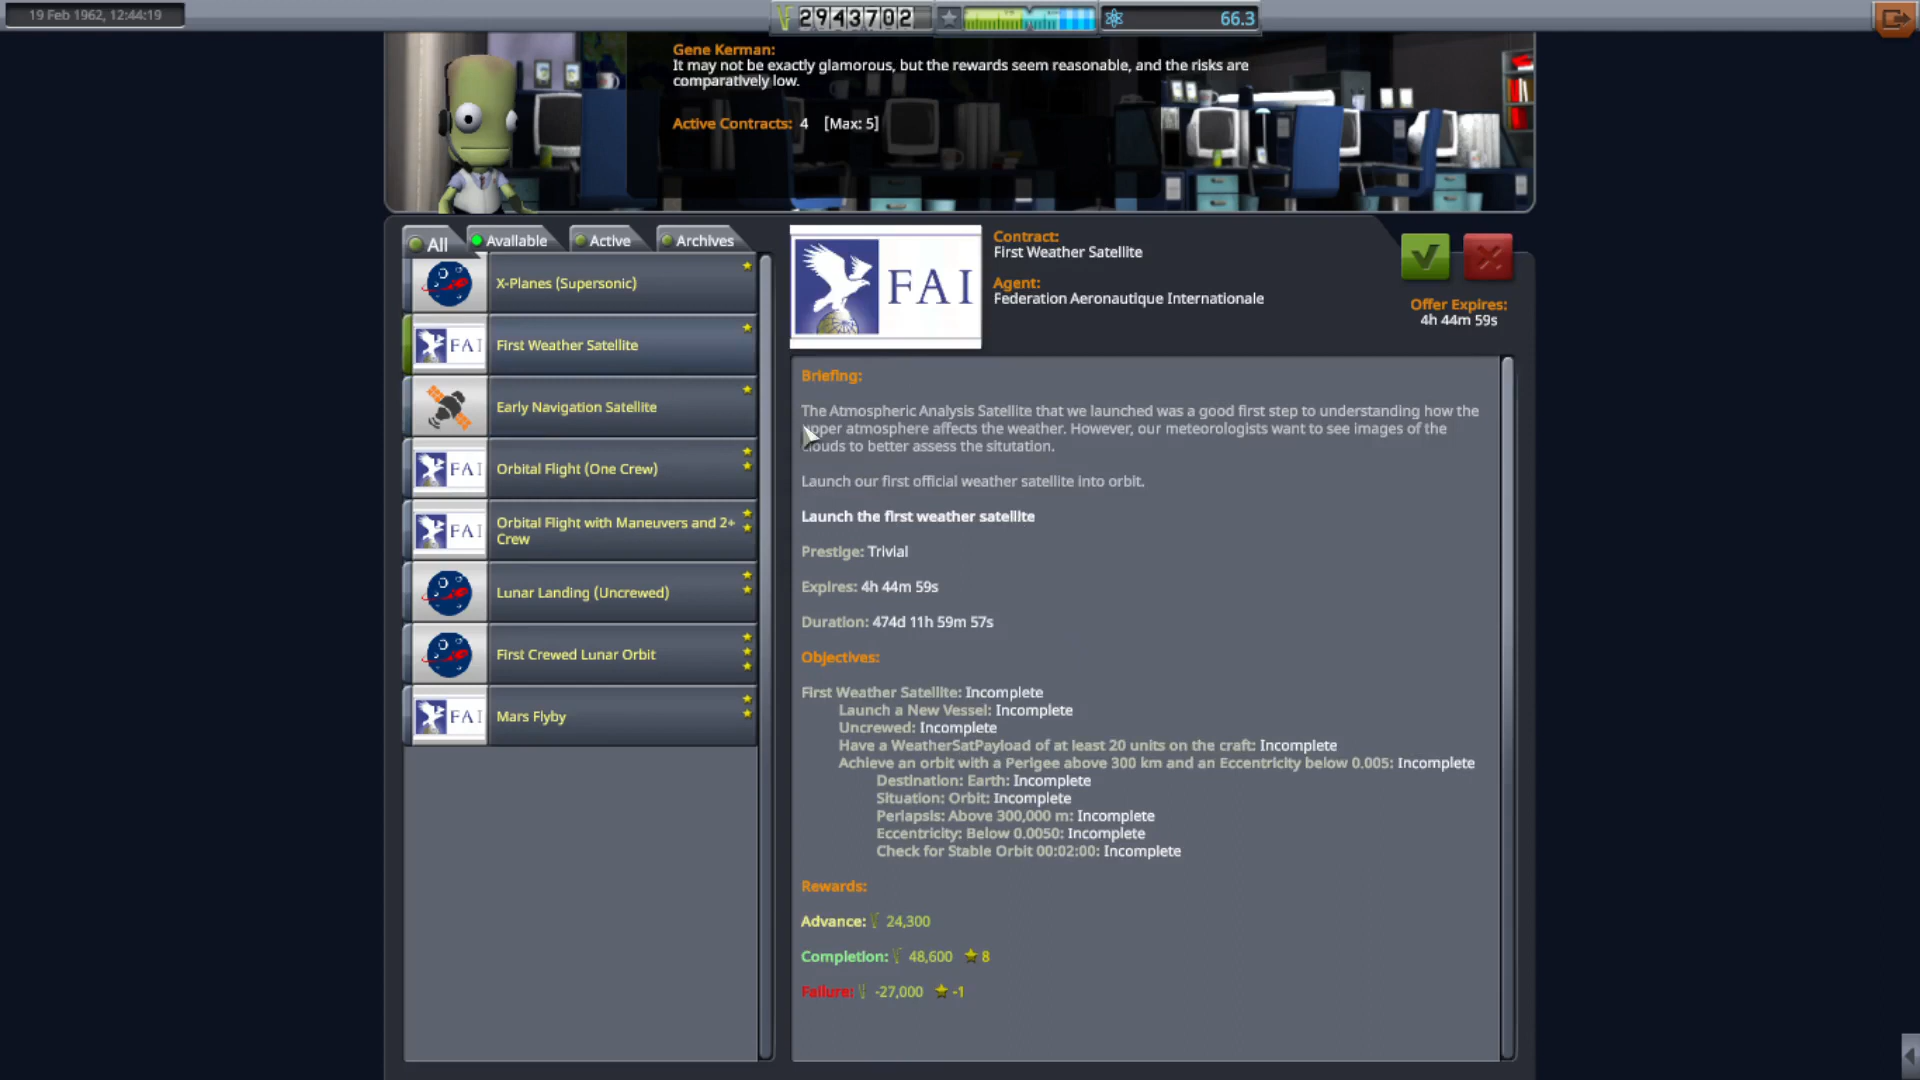 19 Feb 1962, 12:44:19
2943702
66.3
Gene Kerman:
It may not be exactly glamorous, but the rewards seem reasonable, and the risks are
comparatively low.
Active Contracts: 4 [Max: 5]
All
Available
Active
Archives
X-Planes (Supersonic)
FAI
First Weather Satellite
Early Navigation Satellite
FAI
Orbital Flight (One Crew)
FAI
Orbital Flight with Maneuvers and 2+
Crew
Lunar Landing (Uncrewed)
First Crewed Lunar Orbit
FAI
Mars Flyby
FAI
Contract:
First Weather Satellite
Agent:
Federation Aeronautique Internationale
Offer Expires:
4h 44m 59s
Briefing:
The Atmospheric Analysis Satellite that we launched was a good first step to understanding how the
upper atmosphere affects the weather. However, our meteorologists want to see images of the
clouds to better assess the situtation.
Launch our first official weather satellite into orbit.
Launch the first weather satellite
Prestige: Trivial
Expires: 4h 44m 59s
Duration: 474d 11h 59m 57s
Objectives:
First Weather Satellite: Incomplete
Launch a New Vessel: Incomplete
Uncrewed: Incomplete
Have a WeatherSatPayload of at least 20 units on the craft: Incomplete
Achieve an orbit with a Perigee above 300 km and an Eccentricity below 0.005: Incomplete
Destination: Earth: Incomplete
Situation: Orbit: Incomplete
Periapsis: Above 300,000 m: Incomplete
Eccentricity: Below 0.0050: Incomplete
Check for Stable Orbit 00:02:00: Incomplete
Rewards:
Advance: 24,300
Completion: 48,600 8
Failure: -27,000 -1